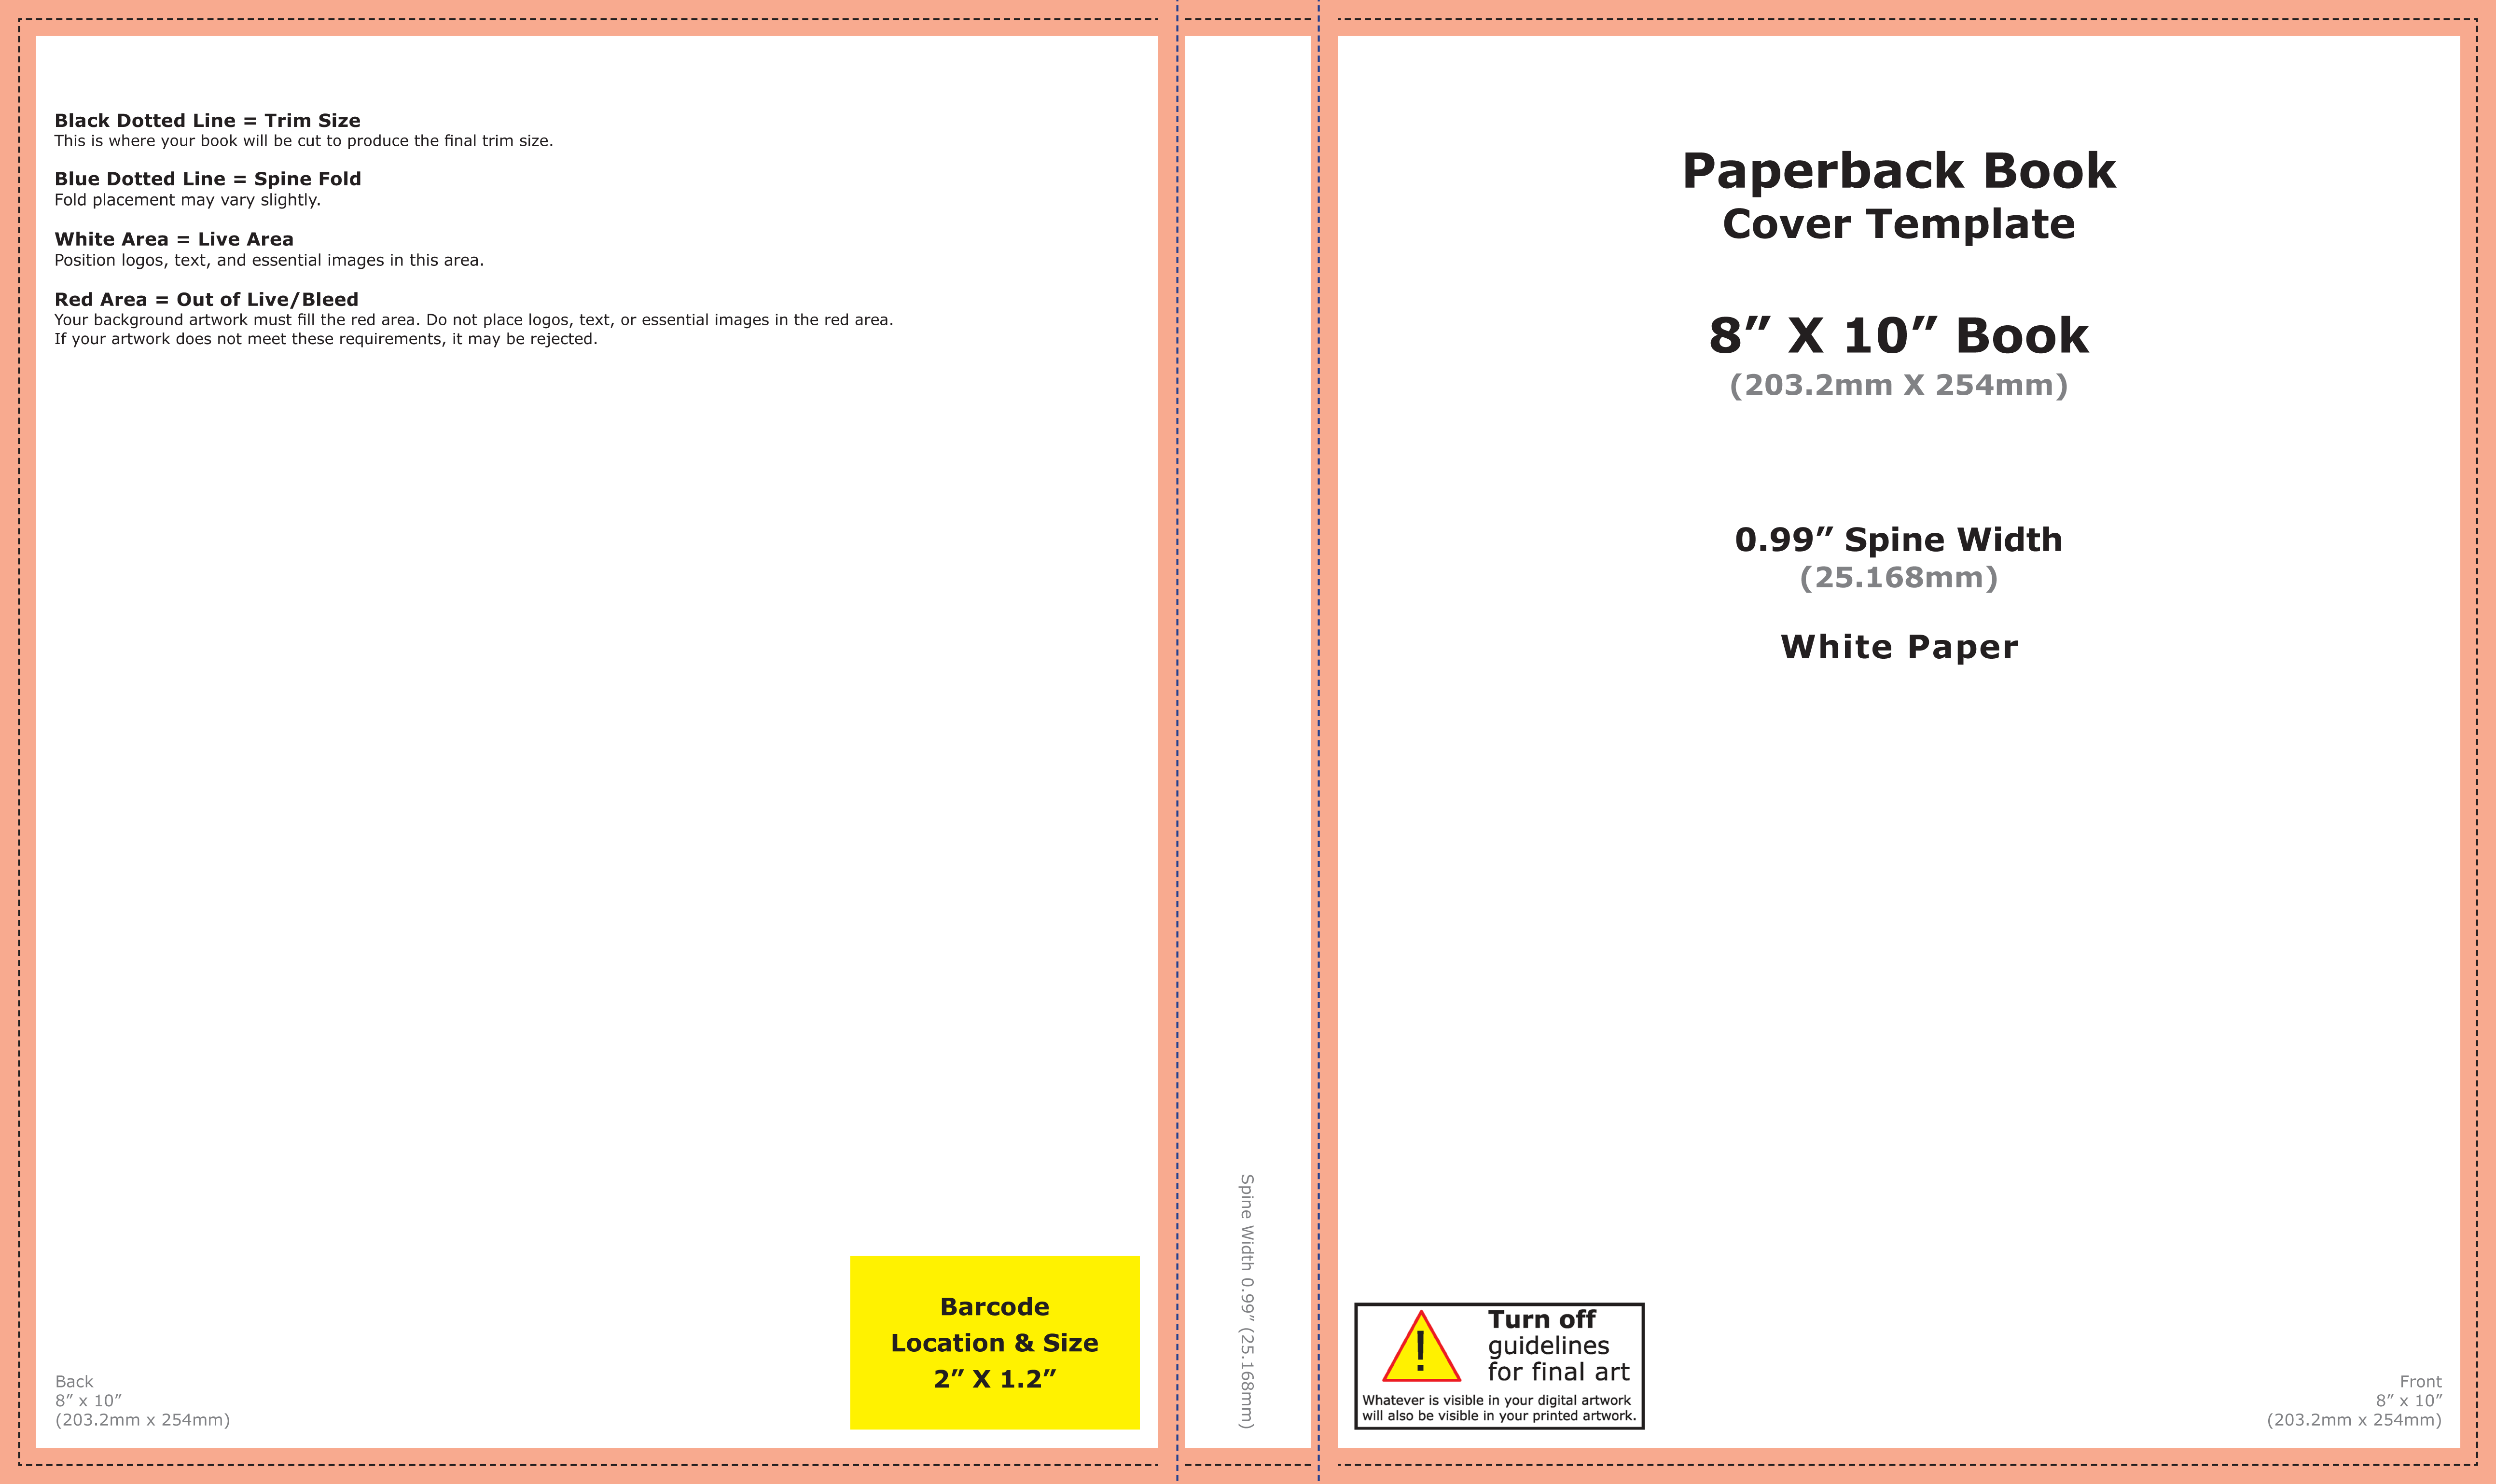 Black Dotted Line = Trim Size
This is where your book will be cut to produce the final trim size.
Blue Dotted Line = Spine Fold
Fold placement may vary slightly.
White Area = Live Area
Position logos, text, and essential images in this area.
Red Area = Out of Live/Bleed
Your background artwork must fill the red area. Do not place logos, text, or essential images in the red area.
If your artwork does not meet these requirements, it may be rejected.
Barcode
Location & Size
2” X 1.2”
Back
8” x 10”
(203.2mm x 254mm)
Spine Width 0.99” (25.168mm)
Paperback Book
Cover Template
8” X 10” Book
(203.2mm X 254mm)
0.99” Spine Width
(25.168mm)
White Paper
!
Turn off
guidelines
for final art
Whatever is visible in your digital artwork
will also be visible in your printed artwork.
Front
8” x 10”
(203.2mm x 254mm)